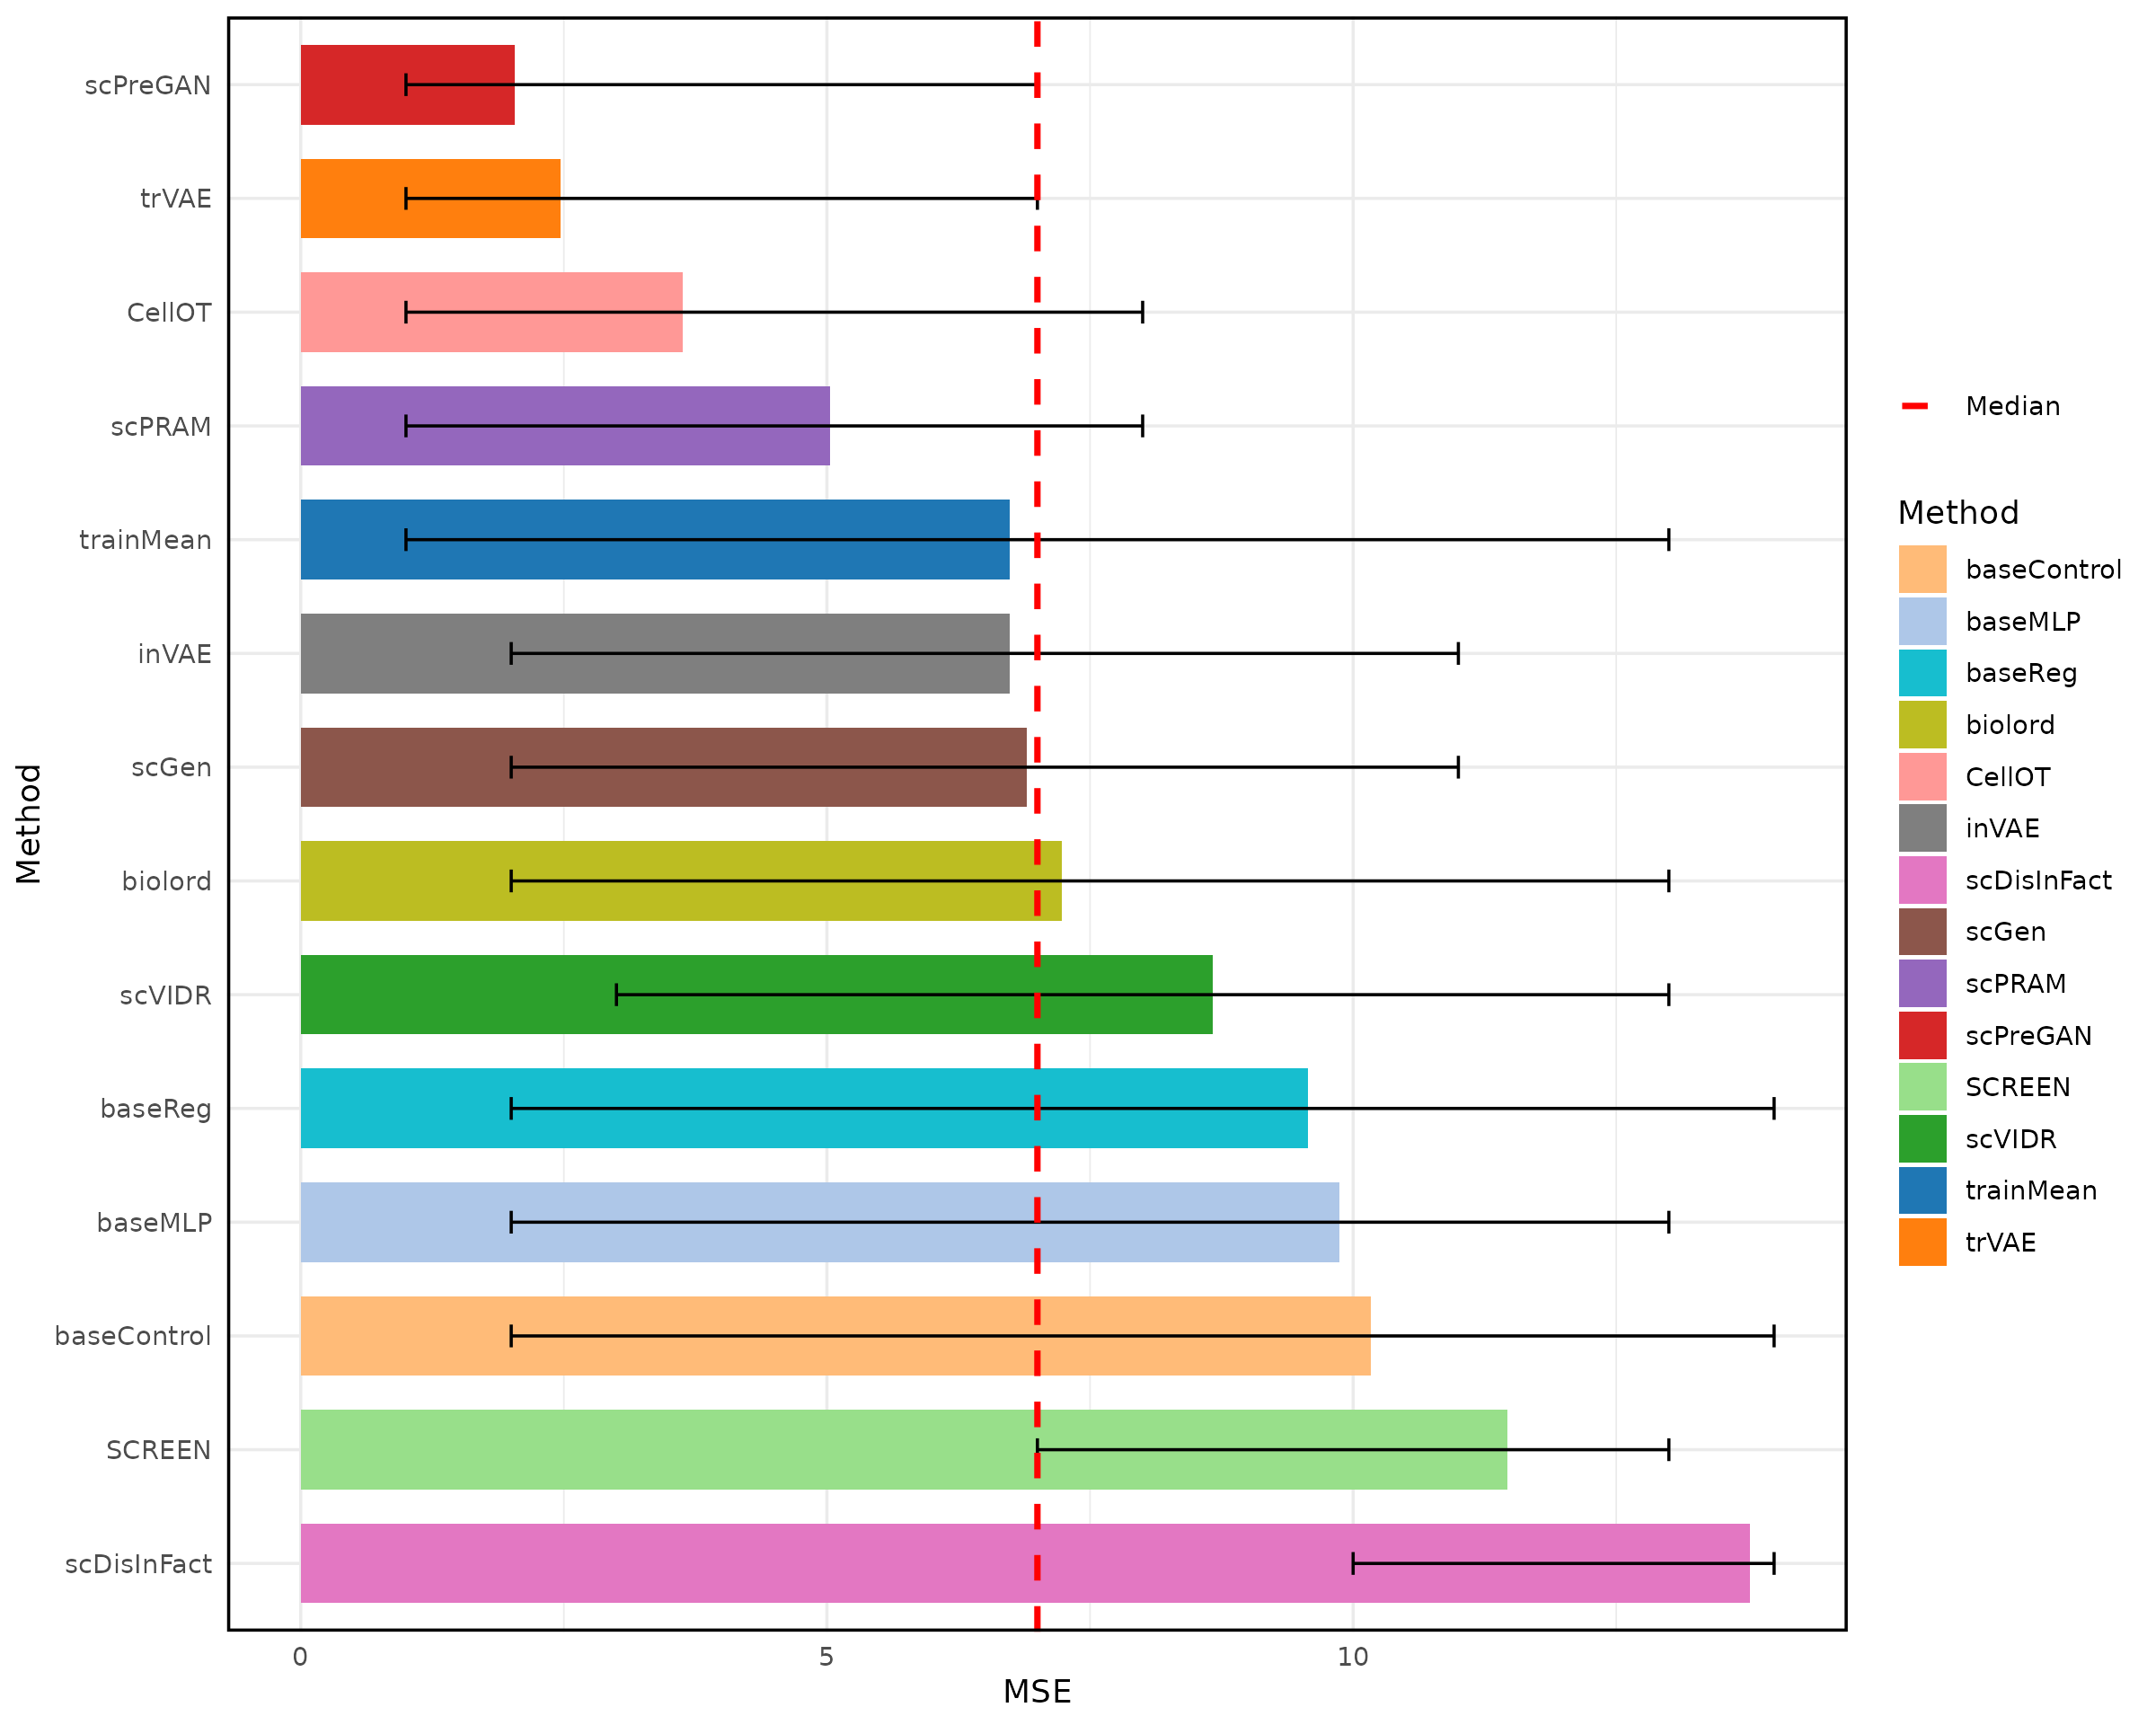 Method
scPreGAN
trVAE
CellOT
scPRAM
trainMean
inVAE
scGen
biolord
scVIDR
baseReg
baseMLP
baseControl
SCREEN
scDisInFact
0 5 10
MSE
Median
Method
baseControl
baseMLP
baseReg
biolord
CellOT
inVAE
scDisInFact
scGen
scPRAM
scPreGAN
SCREEN
scVIDR
trainMean
trVAE